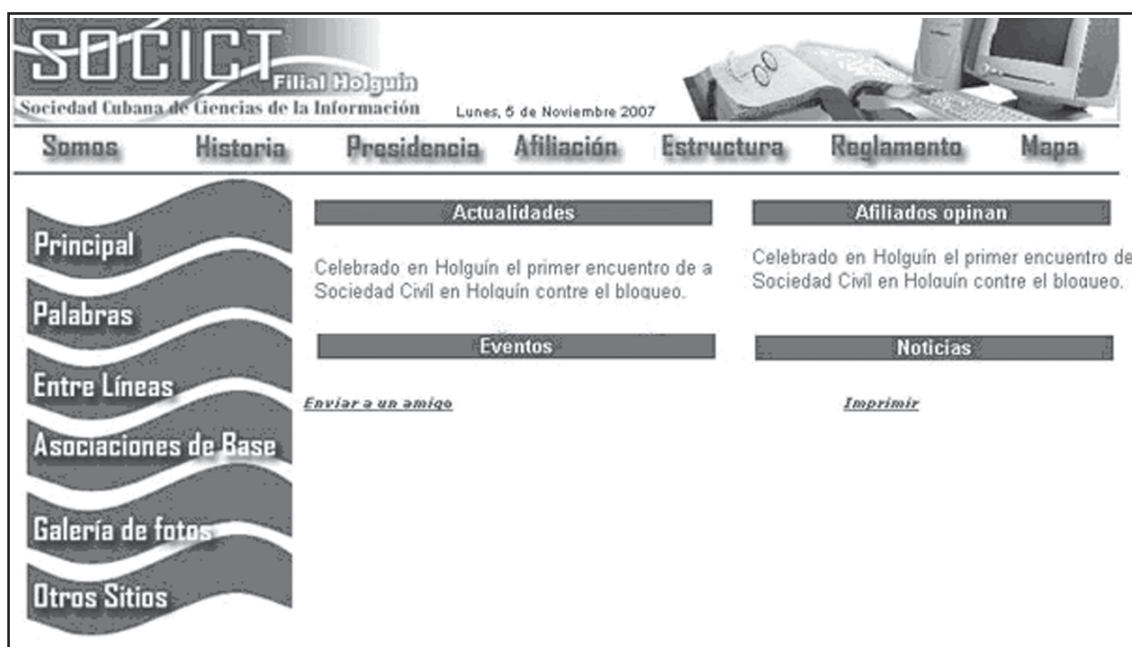 SOCICT
Filial Holguin
Sociedad Cubana de Ciencias de la Información
Lunes, 5 de Noviembre 2007
Somos Historia Presidencia Afiliación Estructura Reglamento Mapa
Principal
Palabras
Entre Líneas
Asociaciones de Base
Galería de fotos
Otros Sitios
Actualidades
Celebrado en Holguín el primer encuentro de a
Sociedad Civíl en Holguín contre el bloqueo.
Afiliados opinan
Celebrado en Holguín el primer encuentro de
Sociedad Civíl en Holguín contre el bloqueo.
Eventos
Noticias
Enviar a un amigo
Imprimir